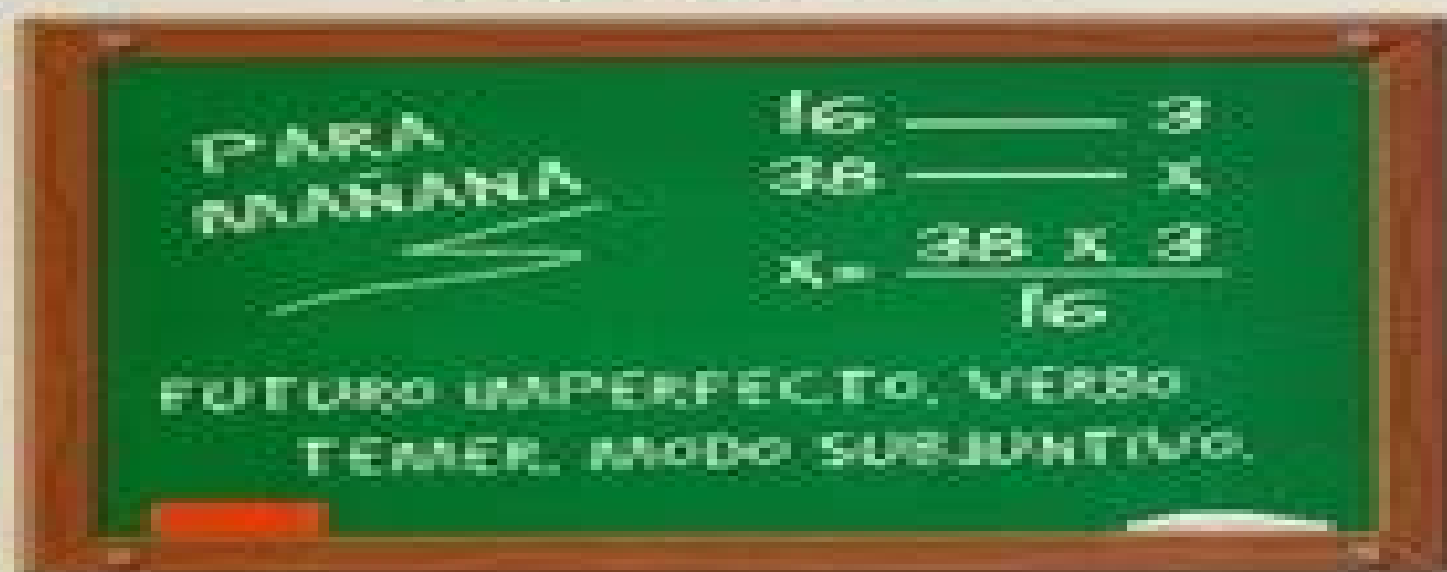 PARA
MAÑANA
16 —— 3
38 —— x
x= 38 x 3
16
FUTURO IMPERFECTO. VERBO
TEMER. MODO SUBJUNTIVO.